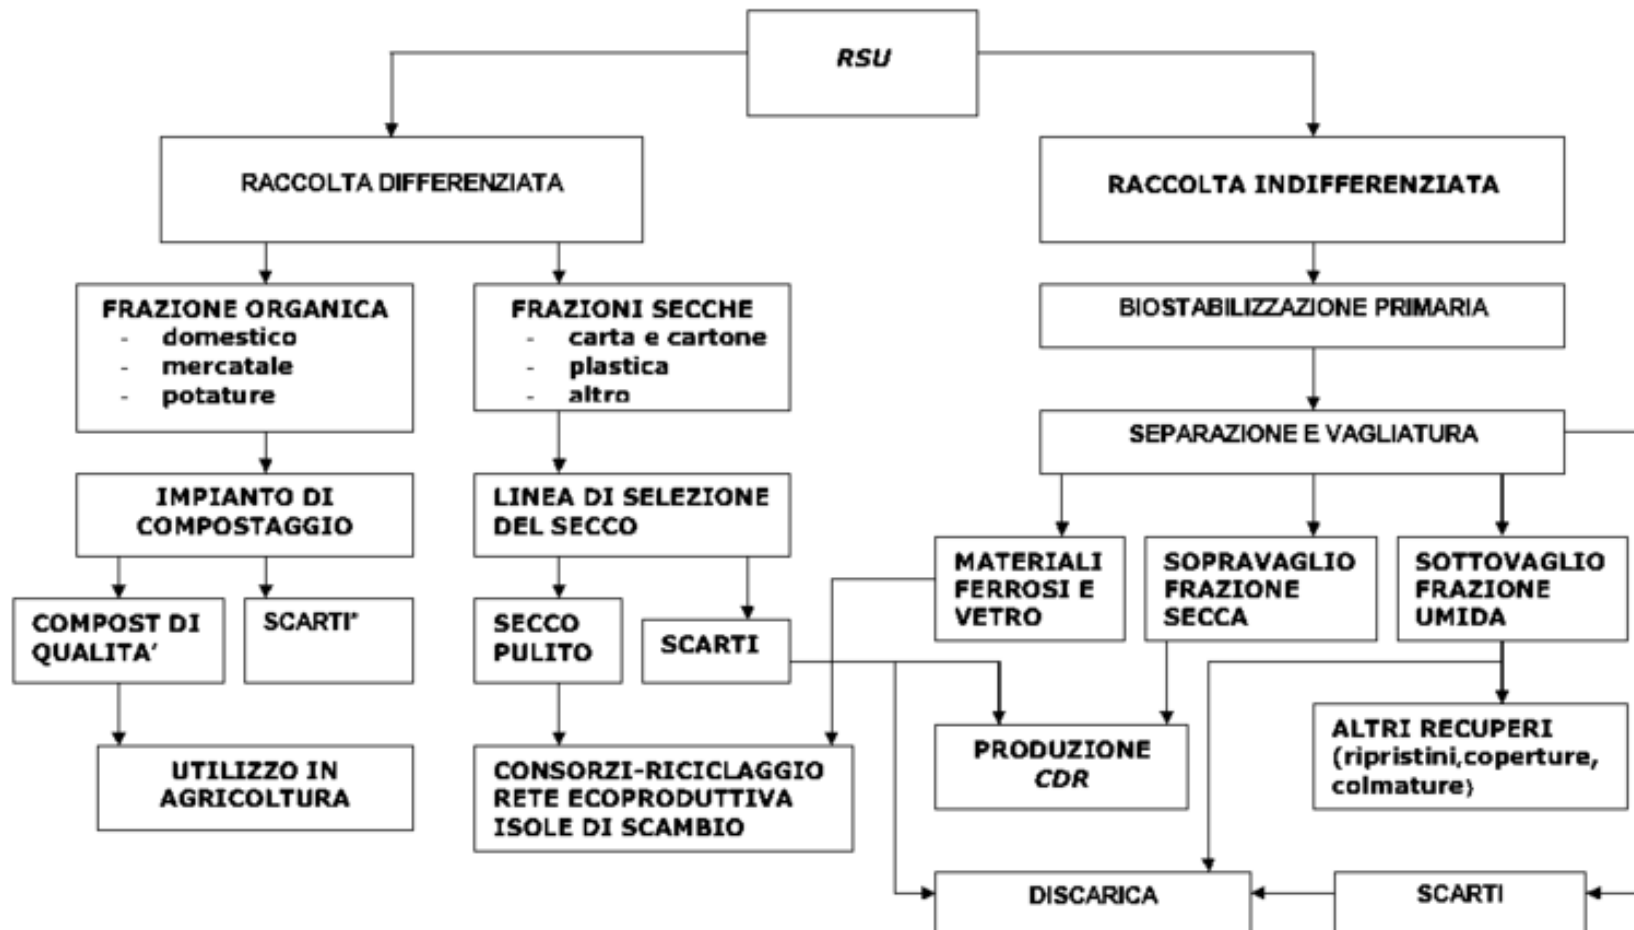 RSU
RACCOLTA DIFFERENZIATA
RACCOLTA INDIFFERENZIATA
FRAZIONE ORGANICA
- domestico
- mercatale
- potature
FRAZIONI SECCHE
- carta e cartone
- plastica
- altro
BIOSTABILIZZAZIONE PRIMARIA
SEPARAZIONE E VAGLIATURA
IMPIANTO DI
COMPOSTAGGIO
LINEA DI SELEZIONE
DEL SECCO
MATERIALI
FERROSI E
VETRO
SOPRAVAGLIO
FRAZIONE
SECCA
SOTTOVAGLIO
FRAZIONE
UMIDA
COMPOST DI
QUALITA’
SCARTI*
SECCO
PULITO
SCARTI
UTILIZZO IN
AGRICOLTURA
CONSORZI-RICICLAGGIO
RETE ECOPRODUTTIVA
ISOLE DI SCAMBIO
PRODUZIONE
CDR
ALTRI RECUPERI
(ripristini,coperture,
colmature)
DISCARICA
SCARTI